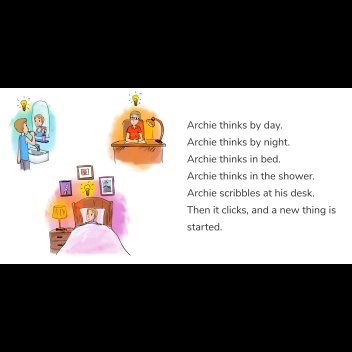 Archie thinks by day.
Archie thinks by night.
Archie thinks in bed.
Archie thinks in the shower.
Archie scribbles at his desk.
Then it clicks, and a new thing is
started.